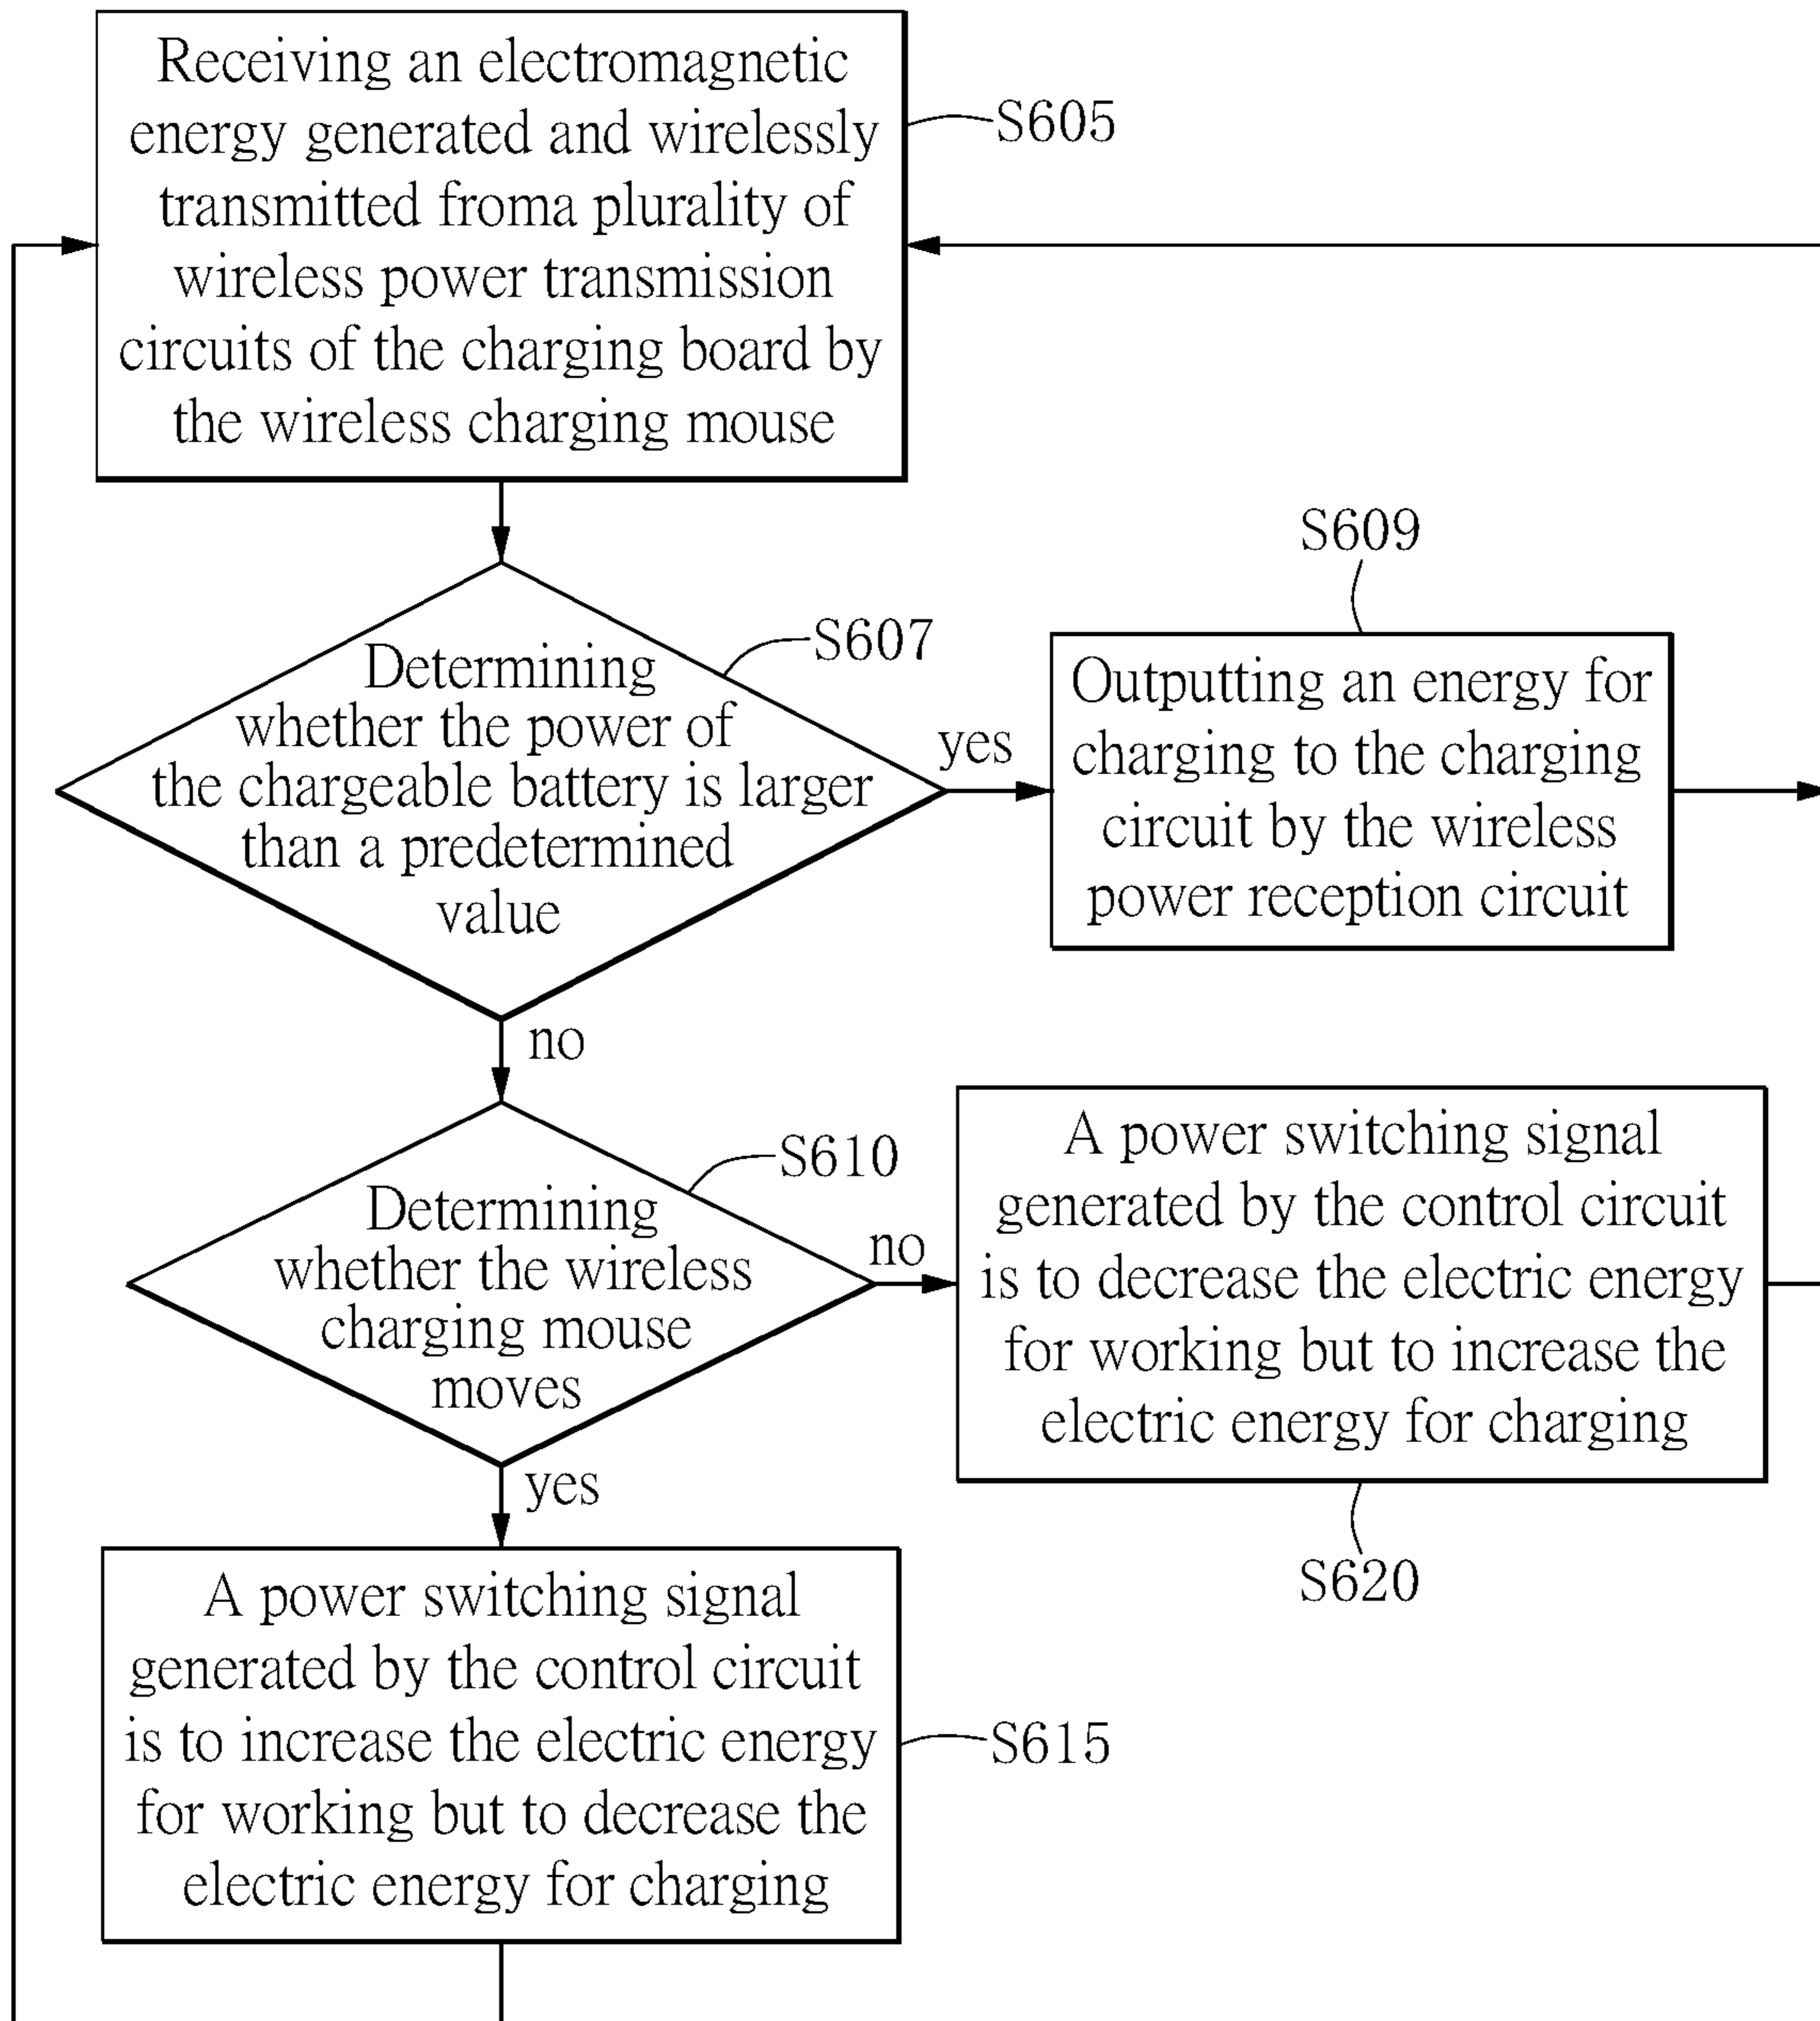 Receiving an electromagnetic
energy generated and wirelessly
transmitted froma plurality of
wireless power transmission
circuits of the charging board by
the wireless charging mouse
S605
Determining
whether the power of
the chargeable battery is larger
than a predetermined
value
S607
yes
S609
Outputting an energy for
charging to the charging
circuit by the wireless
power reception circuit
no
Determining
whether the wireless
charging mouse
moves
S610
no
A power switching signal
generated by the control circuit
is to decrease the electric energy
for working but to increase the
electric energy for charging
S620
yes
A power switching signal
generated by the control circuit
is to increase the electric energy
for working but to decrease the
electric energy for charging
S615